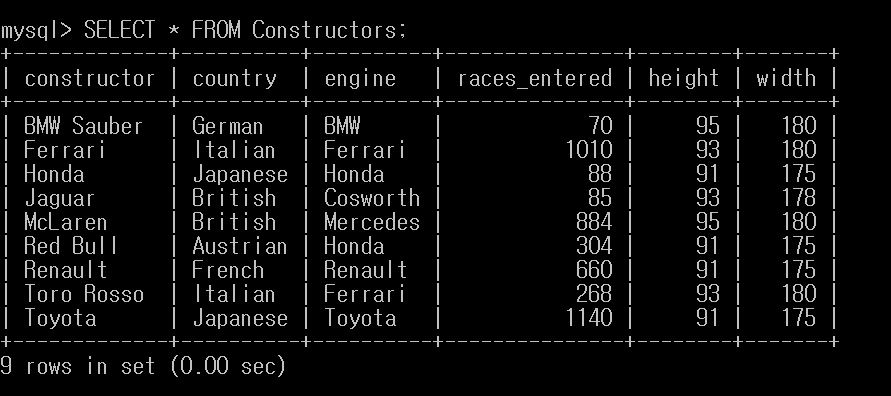 mysql> SELECT * FROM Constructors;
+-------------+----------+----------+---------------+--------+-------+
| constructor | country | engine | races_entered | height | width |
+-------------+----------+----------+---------------+--------+-------+
| BMW Sauber | German | BMW | 70 | 95 | 180 |
| Ferrari | Italian | Ferrari | 1010 | 93 | 180 |
| Honda | Japanese | Honda | 88 | 91 | 175 |
| Jaguar | British | Cosworth | 85 | 93 | 178 |
| McLaren | British | Mercedes | 884 | 95 | 180 |
| Red Bull | Austrian | Honda | 304 | 91 | 175 |
| Renault | French | Renault | 660 | 91 | 175 |
| Toro Rosso | Italian | Ferrari | 268 | 93 | 180 |
| Toyota | Japanese | Toyota | 1140 | 91 | 175 |
+-------------+----------+----------+---------------+--------+-------+
9 rows in set (0.00 sec)